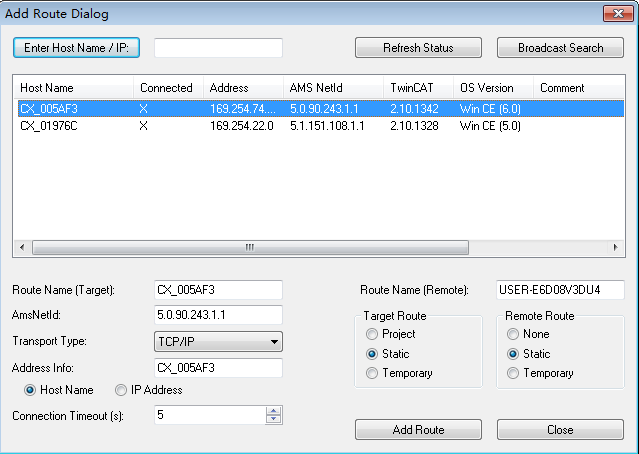 Add Route Dialog
Enter Host Name / IP: Refresh Status Broadcast Search
Host Name Connected Address AMS NetId TwinCAT OS Version Comment
CX_005AF3 X 169.254.74.... 5.0.90.243.1.1 2.10.1342 Win CE (6.0)
CX_01976C X 169.254.22.0 5.1.151.108.1.1 2.10.1328 Win CE (5.0)
Route Name (Target): CX_005AF3 Route Name (Remote): USER-E6D08V3DU4
AmsNetId: 5.0.90.243.1.1 Target Route Remote Route
Transport Type: TCP/IP Project None
Address Info: CX_005AF3 Static Static
Host Name IP Address Temporary Temporary
Connection Timeout (s): 5
Add Route Close